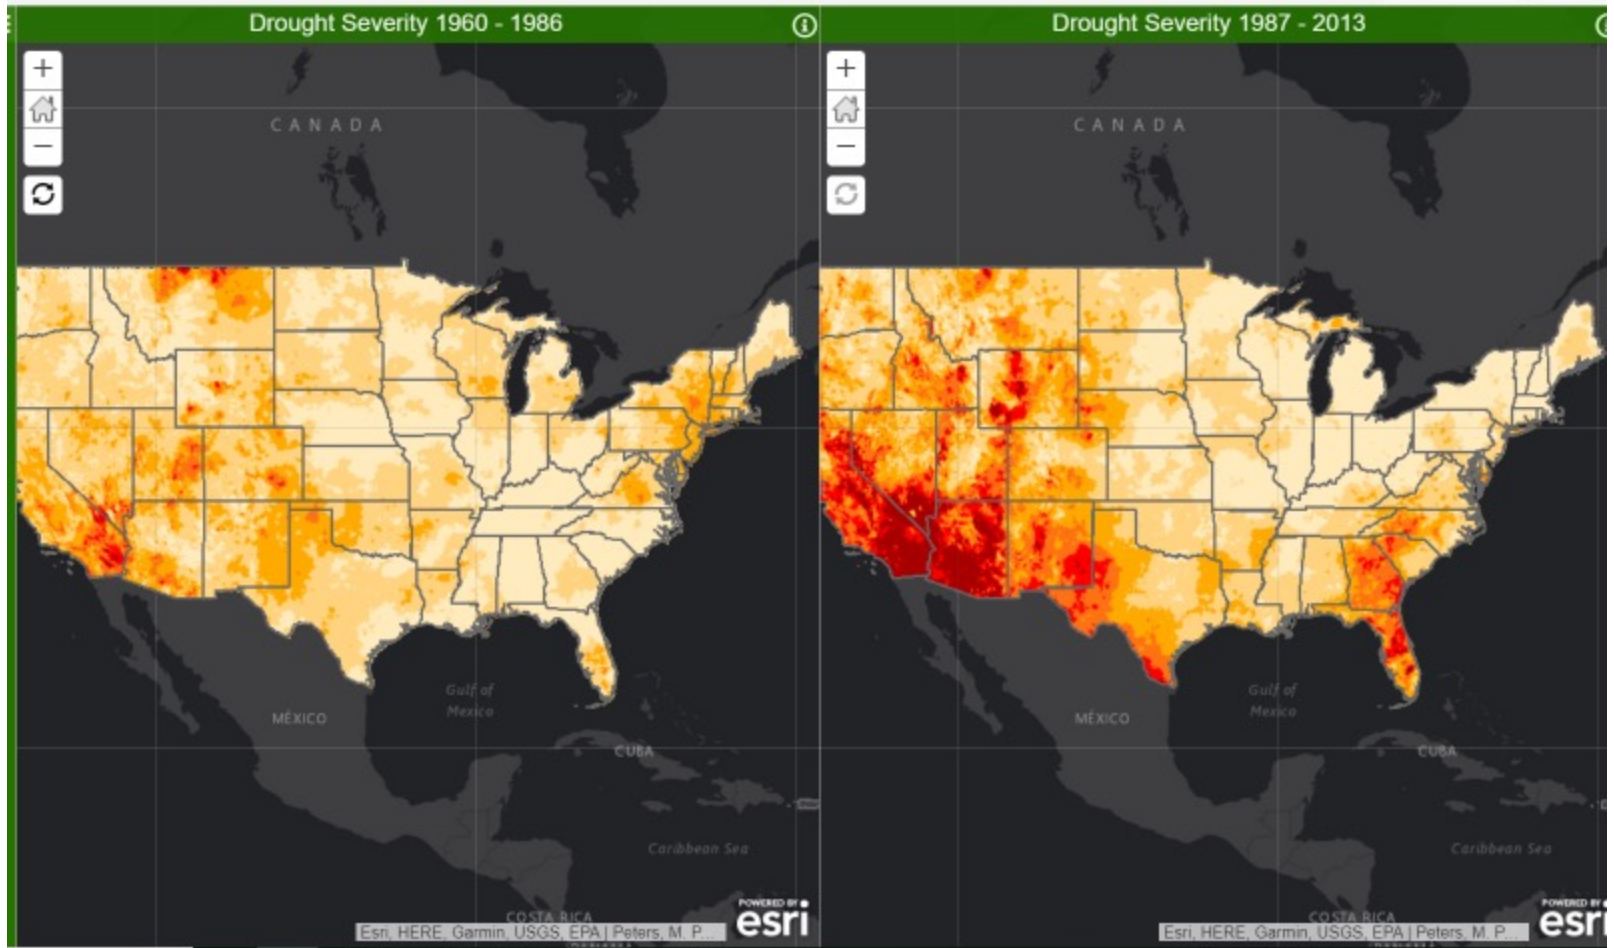 Drought Severity 1960 - 1986
CANADA
Gulf of
Mexico
MÉXICO
CUBA
Caribbean Sea
COSTA RICA
Esri, HERE, Garmin, USGS, EPA | Peters, M. P...
POWERED BY
esri
Drought Severity 1987 - 2013
CANADA
Gulf of
Mexico
MÉXICO
CUBA
Caribbean Sea
COSTA RICA
Esri, HERE, Garmin, USGS, EPA | Peters, M. P...
POWERED BY
esri